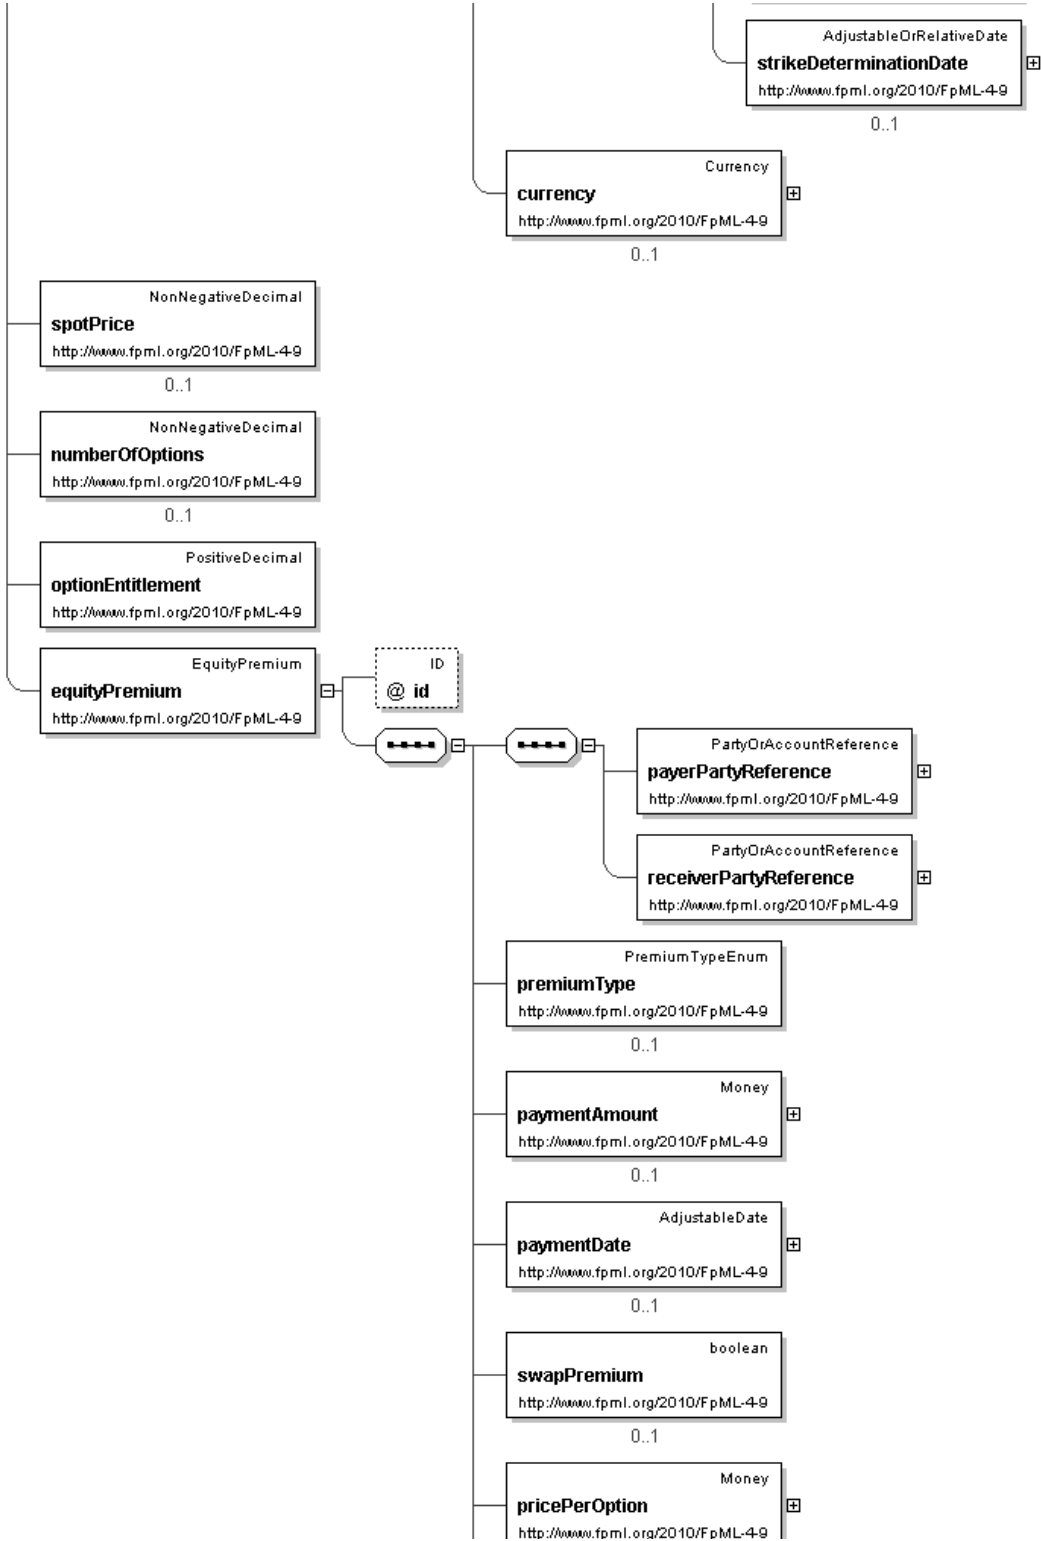 AdjustableOrRelativeDate
strikeDeterminationDate
http://www.fpml.org/2010/FpML-4-9
0..1
Currency
currency
http://www.fpml.org/2010/FpML-4-9
0..1
NonNegativeDecimal
spotPrice
http://www.fpml.org/2010/FpML-4-9
0..1
NonNegativeDecimal
numberOfOptions
http://www.fpml.org/2010/FpML-4-9
0..1
PositiveDecimal
optionEntitlement
http://www.fpml.org/2010/FpML-4-9
EquityPremium
equityPremium
http://www.fpml.org/2010/FpML-4-9
ID
@ id
PartyOrAccountReference
payerPartyReference
http://www.fpml.org/2010/FpML-4-9
PartyOrAccountReference
receiverPartyReference
http://www.fpml.org/2010/FpML-4-9
PremiumTypeEnum
premiumType
http://www.fpml.org/2010/FpML-4-9
0..1
Money
paymentAmount
http://www.fpml.org/2010/FpML-4-9
0..1
AdjustableDate
paymentDate
http://www.fpml.org/2010/FpML-4-9
0..1
boolean
swapPremium
http://www.fpml.org/2010/FpML-4-9
0..1
Money
pricePerOption
http://www.fpml.org/2010/FpML-4-9